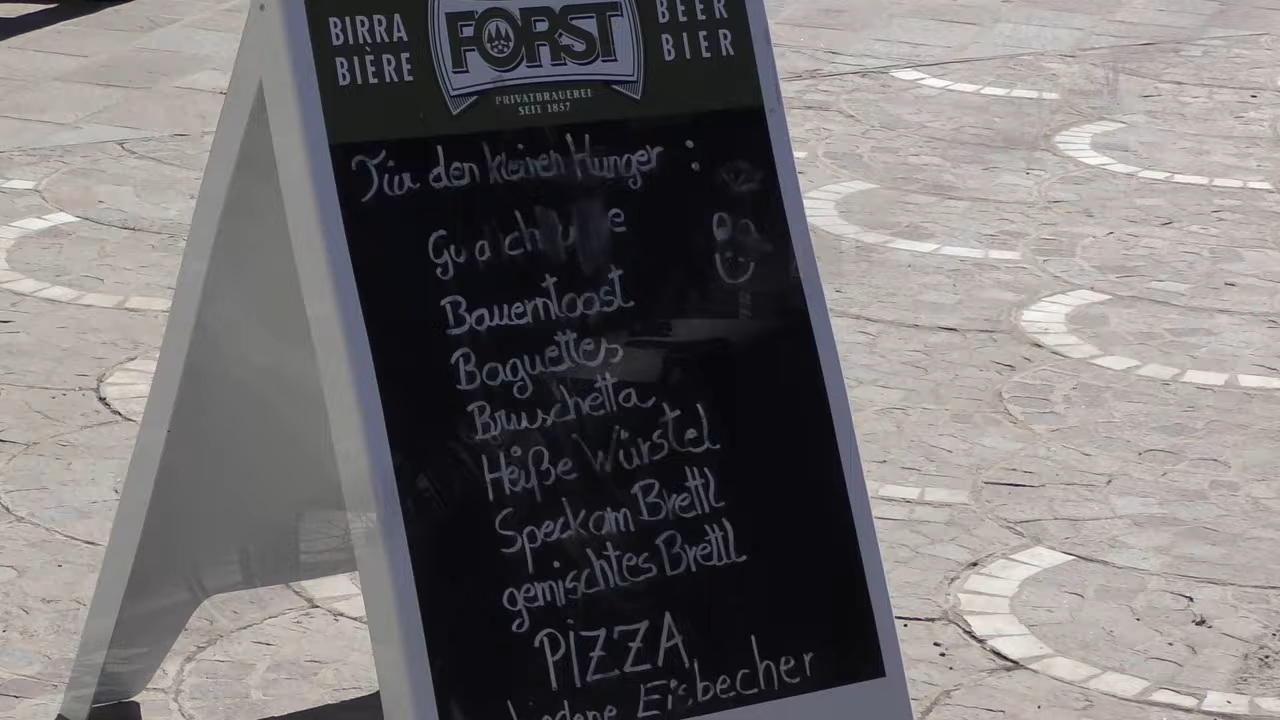 BIRRA
BIÈRE
FORST
BEER
BIER
PRIVATBRAUEREI
SEIT 1857
Für den kleinen Hunger :
Bauerntoast
Baguettes
Bruschetta
Heiße Würstel
Speck am Brettl
gemischtes Brettl
PIZZA
Eisbecher